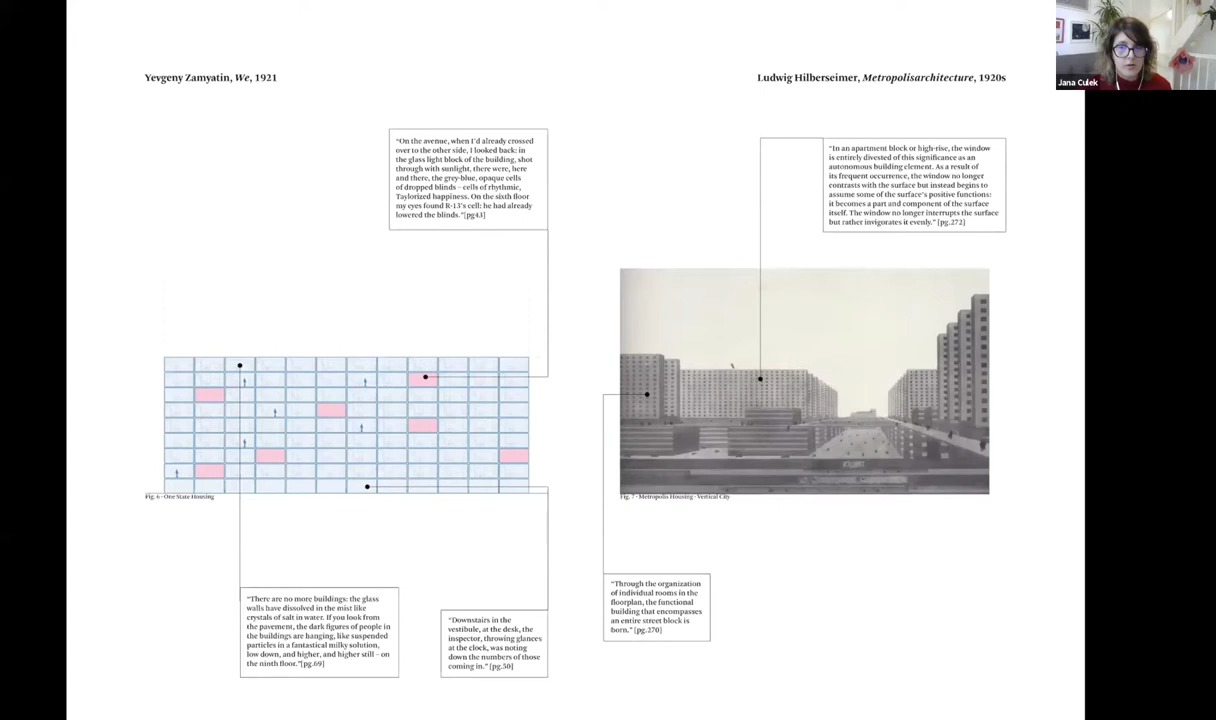 Yevgeny Zamyatin, We, 1921
Ludwig Hilberseimer, Metropolisarchitecture, 1920s
Jana Culek
“On the avenue, when I’d already crossed
over to the other side, I looked back: in
the glass light block of the building, shot
through with sunlight, there were, here
and there, the grey-blue, opaque cells
of dropped blinds – cells of rhythmic,
Taylorized happiness. On the sixth floor
my eyes found R-13’s cell: he had already
lowered the blinds.”[pg43]
“In an apartment block or high-rise, the window
is entirely divested of this significance as an
autonomous building element. As a result of
its frequent occurrence, the window no longer
contrasts with the surface but instead begins to
assume some of the surface’s positive functions:
it becomes a part and component of the surface
itself. The window no longer interrupts the surface
but rather invigorates it evenly.” [pg.272]
Fig. 6 - One State Housing
Fig. 7 - Metropolis Housing - Vertical City
“There are no more buildings: the glass
walls have dissolved in the mist like
crystals of salt in water. If you look from
the pavement, the dark figures of people in
the buildings are hanging, like suspended
particles in a fantastical milky solution,
low down, and higher, and higher still – on
the ninth floor.”[pg.69]
“Downstairs in the
vestibule, at the desk, the
inspector, throwing glances
at the clock, was noting
down the numbers of those
coming in.” [pg.50]
“Through the organization
of individual rooms in the
floorplan, the functional
building that encompasses
an entire street block is
born.” [pg.270]